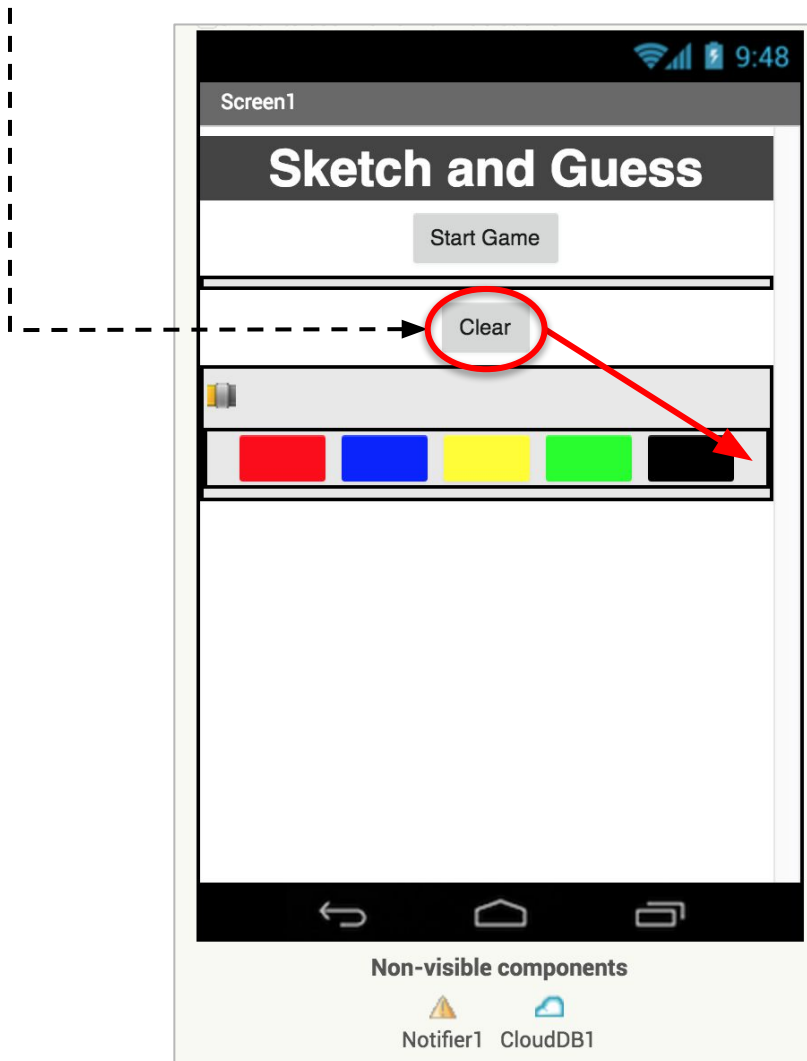 9:48
Screen1
Sketch and Guess
Start Game
Clear
Non-visible components
Notifier1 CloudDB1